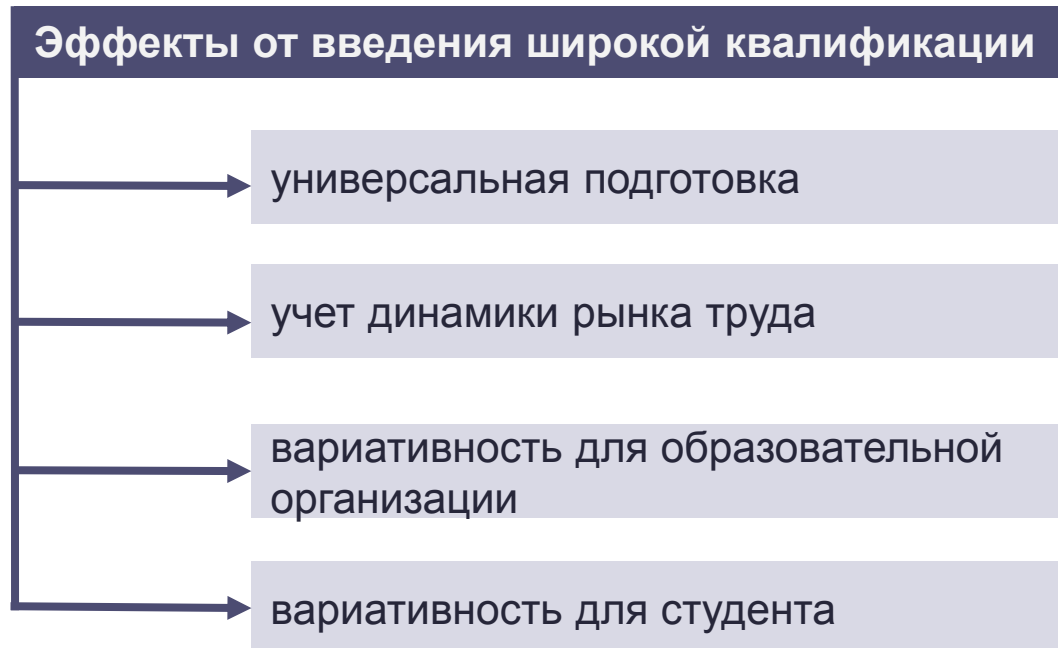 Эффекты от введения широкой квалификации
универсальная подготовка
учет динамики рынка труда
вариативность для образовательной
организации
вариативность для студента